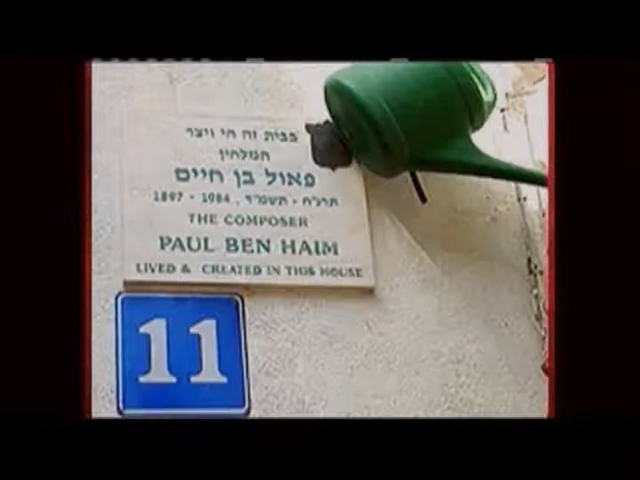 בבית זה חי ויצר
המלחין
פאול בן חיים
1897 - 1984 , תרנ"ח - תשמ"ד
THE COMPOSER
PAUL BEN HAIM
LIVED & CREATED IN THIS HOUSE
11